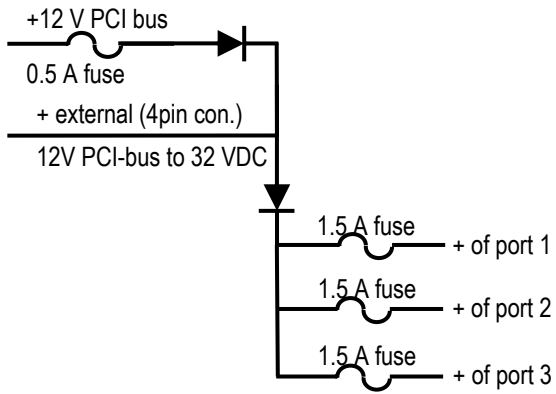 +12 V PCI bus
0.5 A fuse
+ external (4pin con.)
12V PCI-bus to 32 VDC
1.5 A fuse
+ of port 1
1.5 A fuse
+ of port 2
1.5 A fuse
+ of port 3